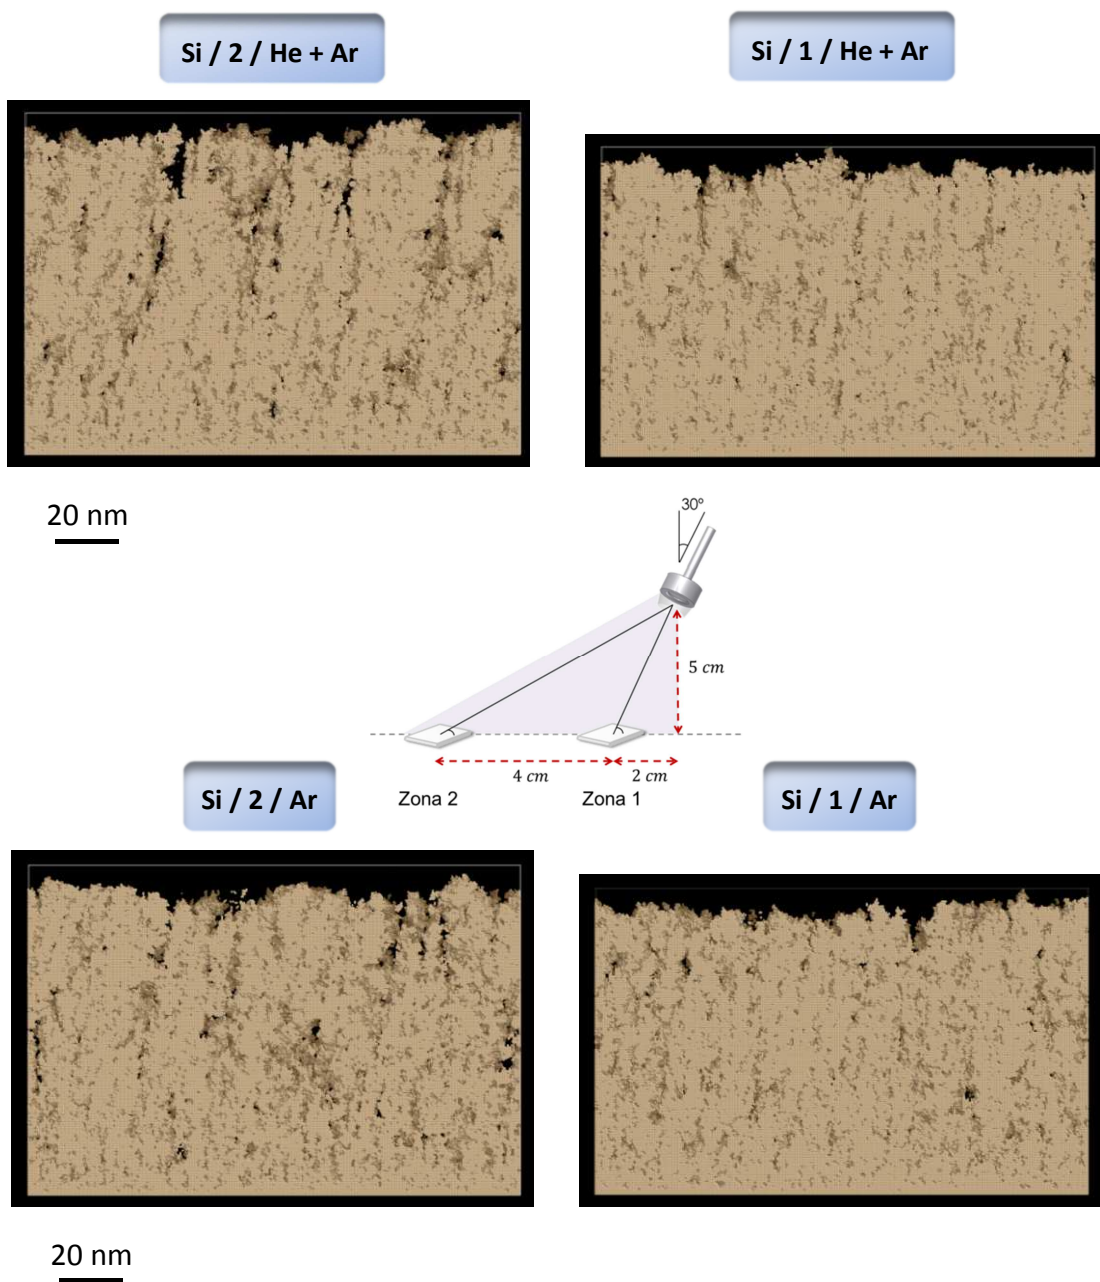 Si / 2 / He + Ar
Si / 1 / He + Ar
20 nm
30º
5 cm
4 cm
2 cm
Zona 2
Zona 1
Si / 2 / Ar
Si / 1 / Ar
20 nm